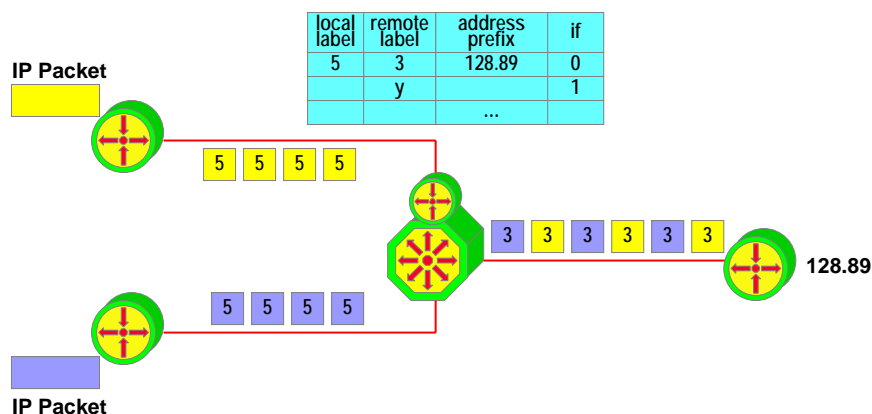 local label remote label address prefix if
5 3 128.89 0
y 1
...
IP Packet
5 5 5 5
3 3 3 3 3 3
128.89
5 5 5 5
IP Packet